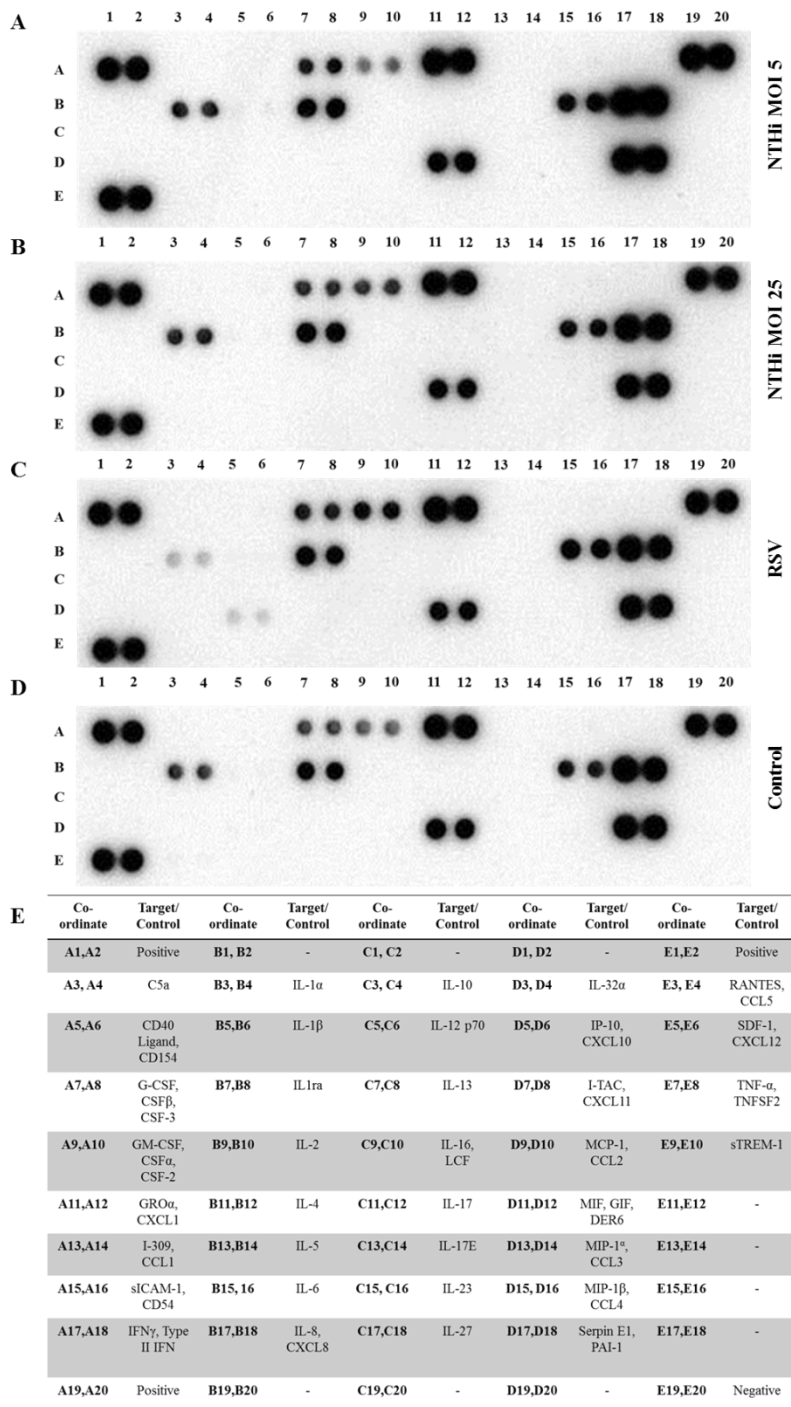 A
1 2 3 4 5 6 7 8 9 10 11 12 13 14 15 16 17 18 19 20
A
B
C
D
E
NTHi MOI 5
B
1 2 3 4 5 6 7 8 9 10 11 12 13 14 15 16 17 18 19 20
A
B
C
D
E
NTHi MOI 25
C
1 2 3 4 5 6 7 8 9 10 11 12 13 14 15 16 17 18 19 20
A
B
C
D
E
RSV
D
1 2 3 4 5 6 7 8 9 10 11 12 13 14 15 16 17 18 19 20
A
B
C
D
E
Control
E
Co- Target/ Co- Target/ Co- Target/ Co- Target/ Co- Target/
ordinate Control ordinate Control ordinate Control ordinate Control ordinate Control
A1,A2 Positive B1, B2 - C1, C2 - D1, D2 - E1,E2 Positive
A3, A4 C5a B3, B4 IL-1α C3, C4 IL-10 D3, D4 IL-32α E3, E4 RANTES,
CCL5
A5,A6 CD40 B5,B6 IL-1β C5,C6 IL-12 p70 D5,D6 IP-10, E5,E6 SDF-1,
Ligand, CXCL10 CXCL12
CD154
A7,A8 G-CSF, B7,B8 IL1ra C7,C8 IL-13 D7,D8 I-TAC, E7,E8 TNF-α,
CSFβ, CXCL11 TNFSF2
CSF-3
A9,A10 GM-CSF, B9,B10 IL-2 C9,C10 IL-16, D9,D10 MCP-1, E9,E10 sTREM-1
CSFα, LCF CCL2
CSF-2
A11,A12 GROα, B11,B12 IL-4 C11,C12 IL-17 D11,D12 MIF, GIF, E11,E12 -
CXCL1 DER6
A13,A14 I-309, B13,B14 IL-5 C13,C14 IL-17E D13,D14 MIP-1ᵅ, E13,E14 -
CCL1 CCL3
A15,A16 sICAM-1, B15, 16 IL-6 C15, C16 IL-23 D15, D16 MIP-1β, E15,E16 -
CD54 CCL4
A17,A18 IFNγ, Type B17,B18 IL-8, C17,C18 IL-27 D17,D18 Serpin E1, E17,E18 -
II IFN CXCL8 PAI-1
A19,A20 Positive B19,B20 - C19,C20 - D19,D20 - E19,E20 Negative